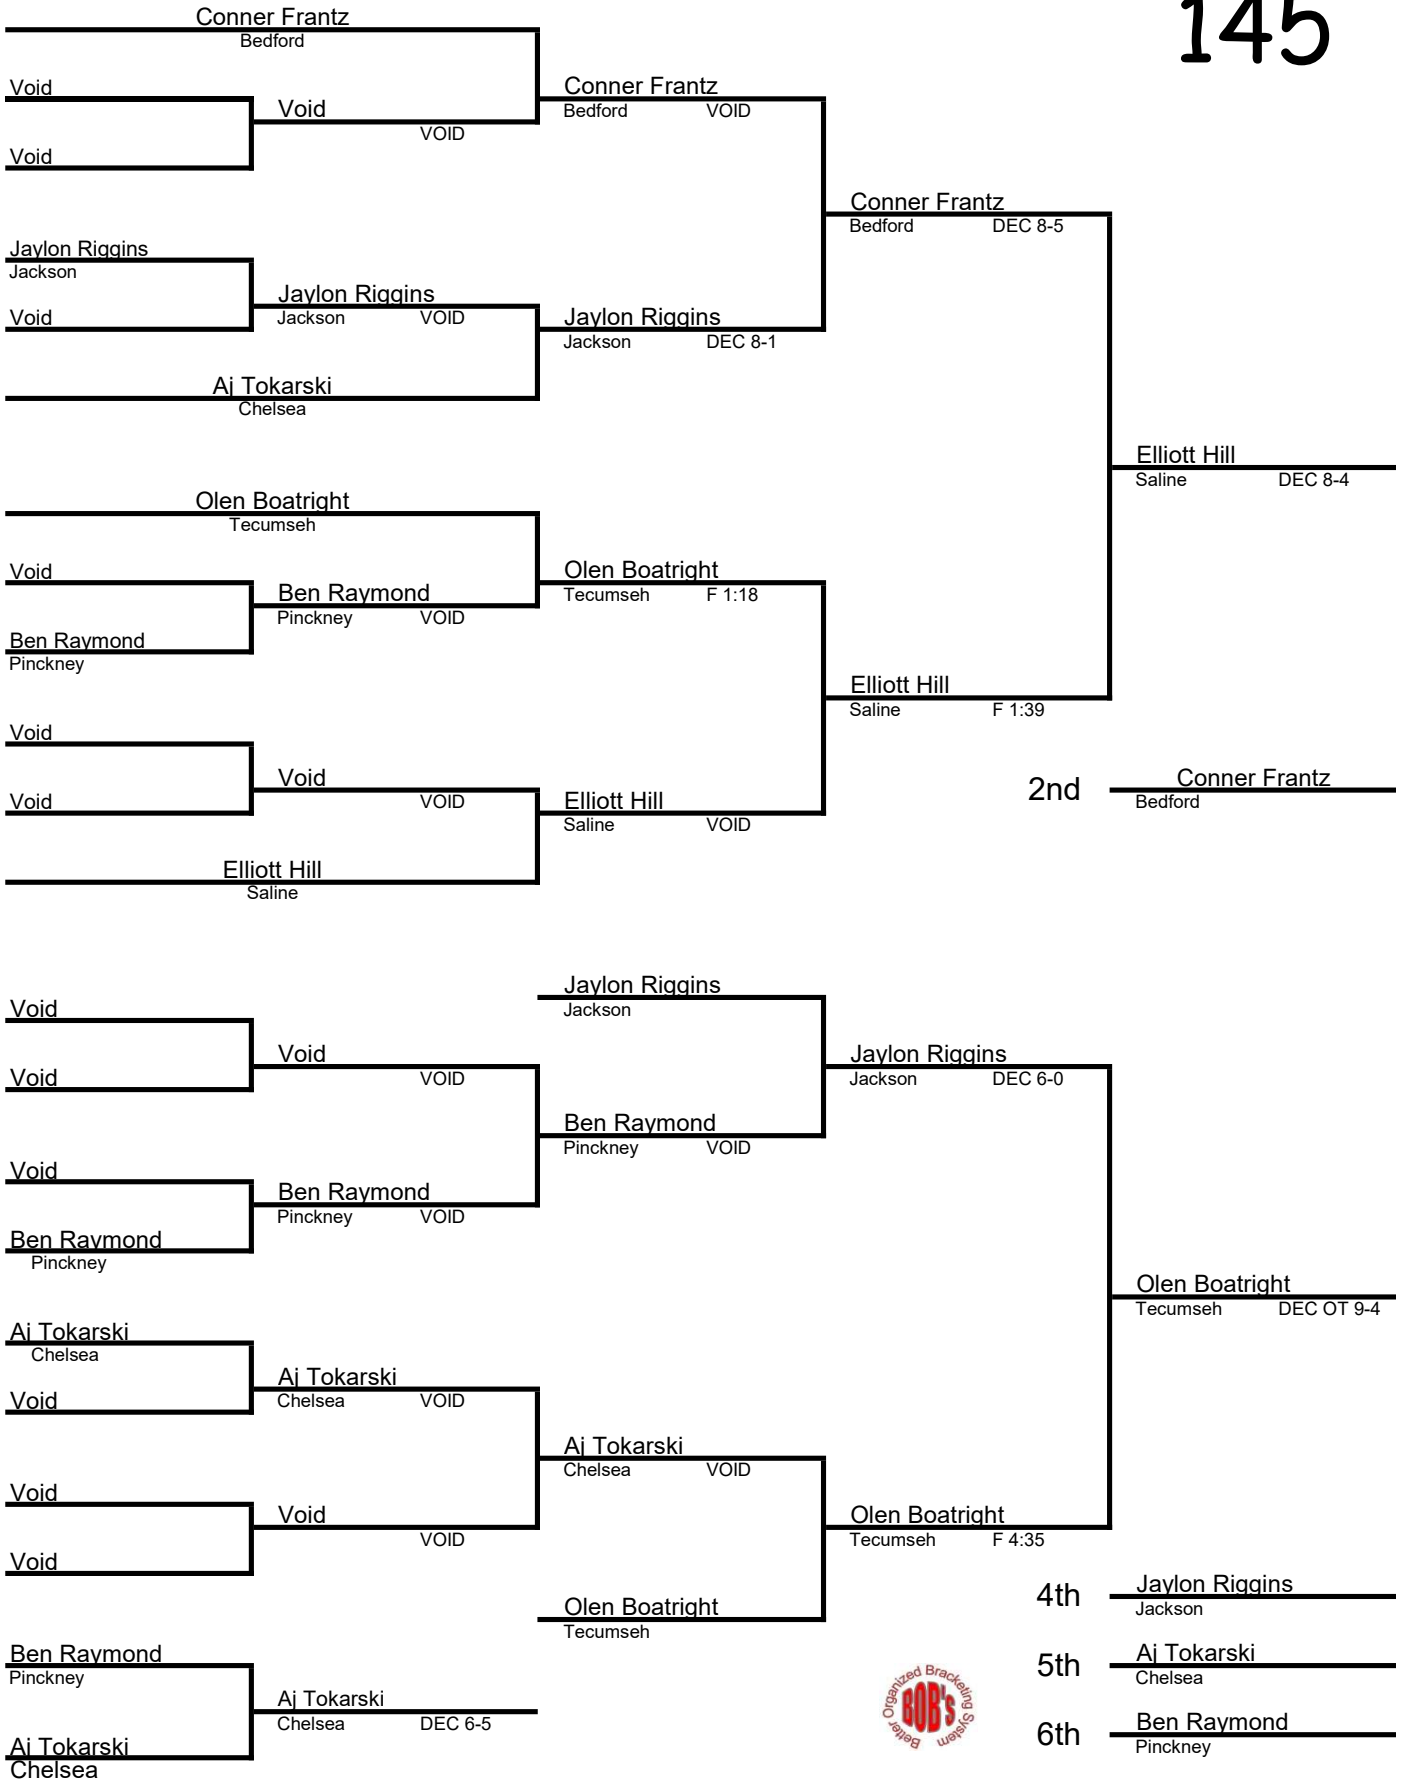 145
Conner Frantz
Bedford
Void
Void
Void
VOID
Conner Frantz
Bedford VOID
Jaylon Riggins
Jackson
Void
Jaylon Riggins
Jackson VOID
Aj Tokarski
Chelsea
Jaylon Riggins
Jackson DEC 8-1
Conner Frantz
Bedford DEC 8-5
Olen Boatright
Tecumseh
Void
Ben Raymond
Pinckney
Ben Raymond
Pinckney VOID
Olen Boatright
Tecumseh F 1:18
Void
Void
Void
VOID
Elliott Hill
Saline
Elliott Hill
Saline VOID
Elliott Hill
Saline F 1:39
Elliott Hill
Saline DEC 8-4
2nd Conner Frantz
Bedford
Void
Void
Void
VOID
Void
Ben Raymond
Pinckney
Ben Raymond
Pinckney VOID
Jaylon Riggins
Jackson
Ben Raymond
Pinckney VOID
Jaylon Riggins
Jackson DEC 6-0
Aj Tokarski
Chelsea
Void
Aj Tokarski
Chelsea VOID
Void
Void
Void
VOID
Aj Tokarski
Chelsea VOID
Olen Boatright
Tecumseh
Olen Boatright
Tecumseh F 4:35
Olen Boatright
Tecumseh DEC OT 9-4
Ben Raymond
Pinckney
Aj Tokarski
Chelsea
Aj Tokarski
Chelsea DEC 6-5
Better Organized Bracketing System
BOB's
4th Jaylon Riggins
Jackson
5th Aj Tokarski
Chelsea
6th Ben Raymond
Pinckney